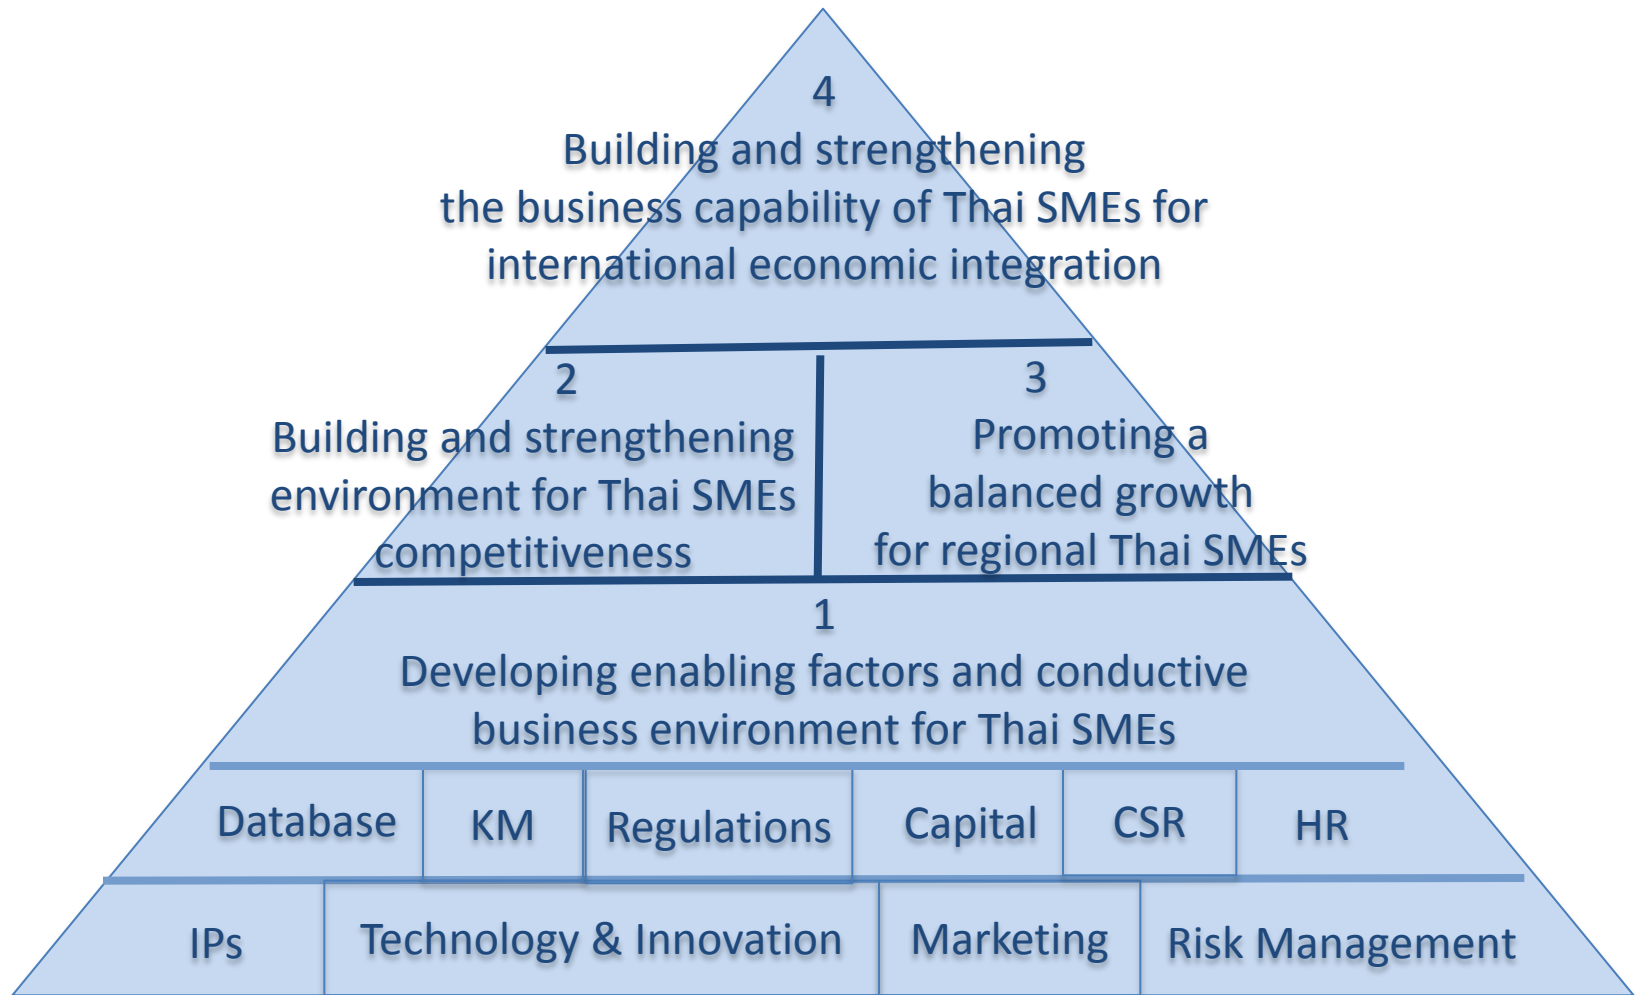 4
Building and strengthening
the business capability of Thai SMEs for
international economic integration
2
Building and strengthening
environment for Thai SMEs
competitiveness
3
Promoting a
balanced growth
for regional Thai SMEs
1
Developing enabling factors and conductive
business environment for Thai SMEs
Database KM Regulations Capital CSR HR
IPs Technology & Innovation Marketing Risk Management